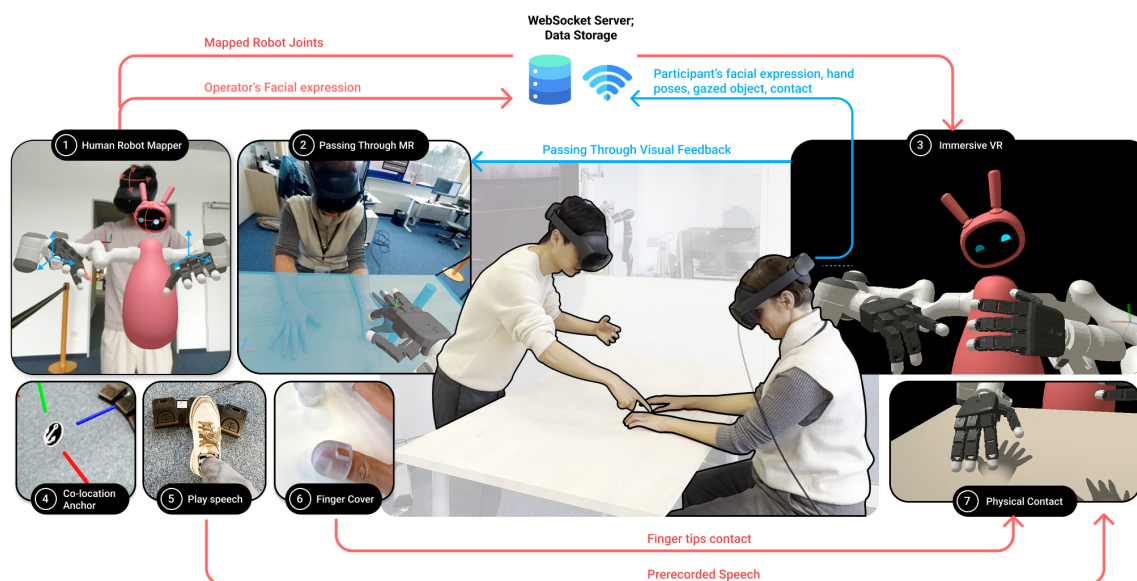 WebSocket Server;
Data Storage
Mapped Robot Joints
Operator's Facial expression
Participant's facial expression, hand
poses, gazed object, contact
1 Human Robot Mapper
2 Passing Through MR
Passing Through Visual Feedback
3 Immersive VR
4 Co-location
Anchor
5 Play speech
6 Finger Cover
7 Physical Contact
Finger tips contact
Prerecorded Speech